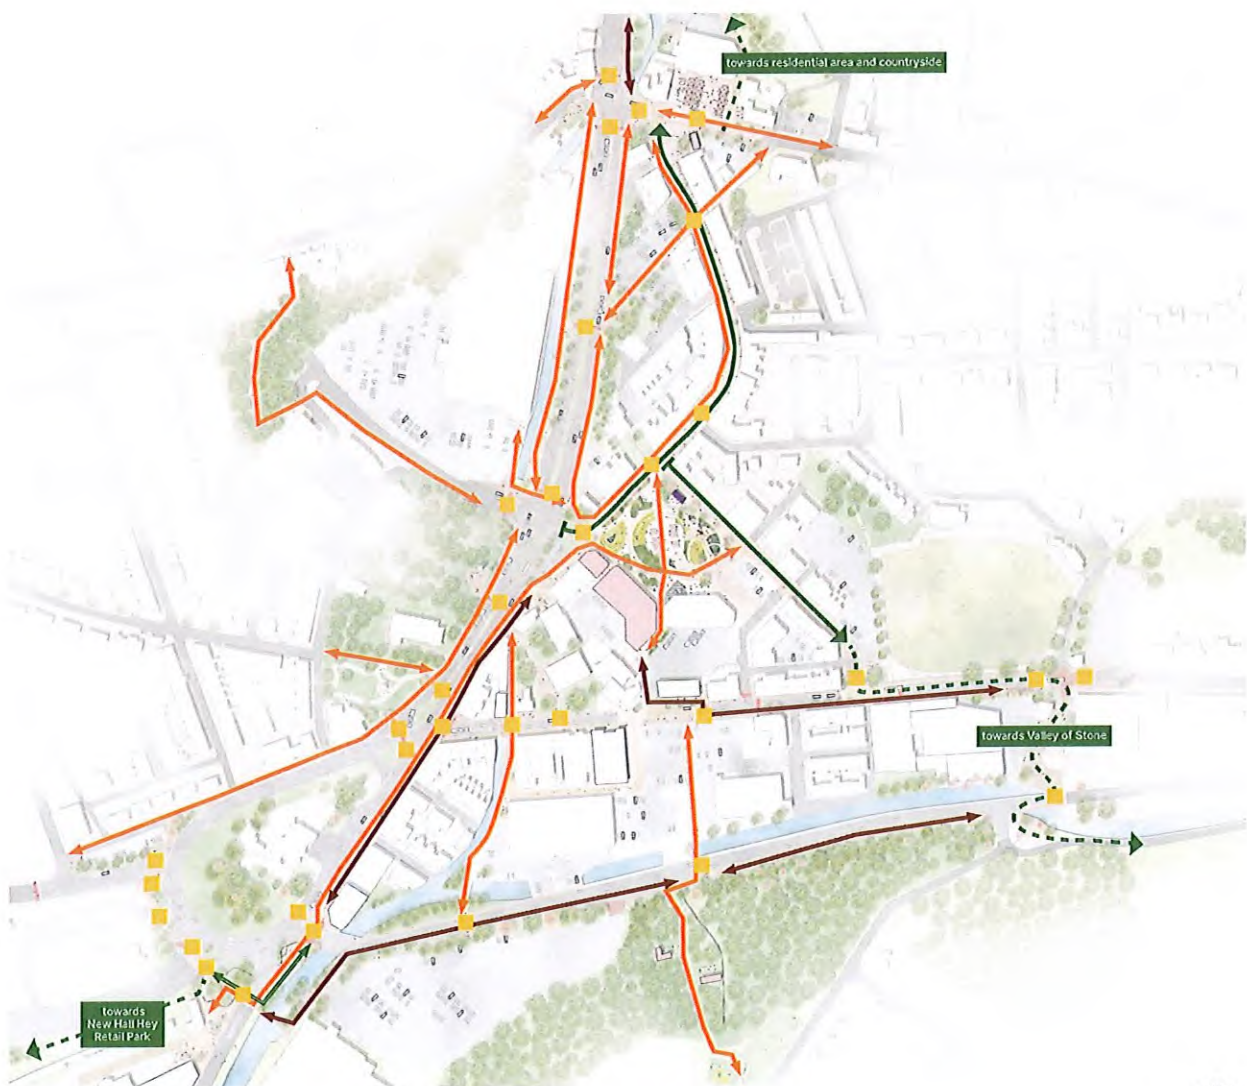 towards residential area and countryside
towards Valley of Stone
towards
New Hall Hey
Retail Park